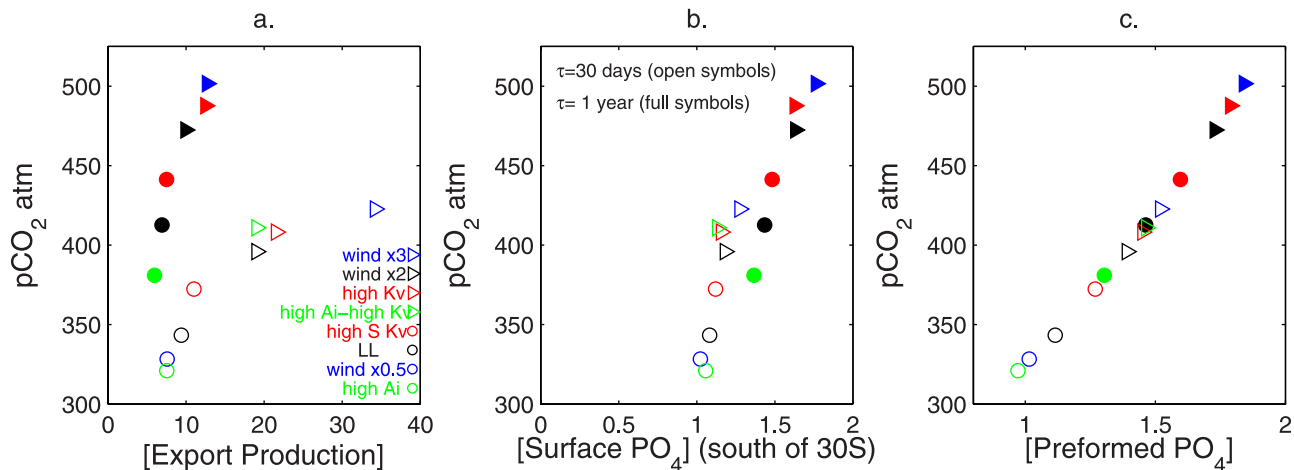 a.
b.
c.
pCO2 atm
500
450
400
350
300
0
10
20
30
40
[Export Production]
wind x3
wind x2
high Kv
high Ai−high Kv
high S Kv
LL
wind x0.5
high Ai
pCO2 atm
500
450
400
350
300
τ=30 days (open symbols)
τ= 1 year (full symbols)
0
0.5
1
1.5
2
[Surface PO4] (south of 30S)
pCO2 atm
500
450
400
350
300
1
1.5
2
[Preformed PO4]